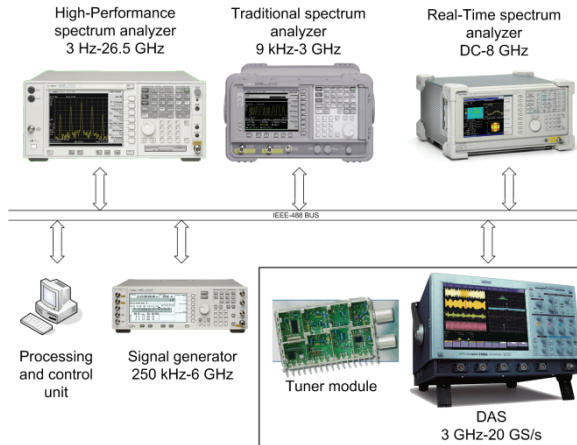 High-Performance
spectrum analyzer
3 Hz-26.5 GHz
Traditional spectrum
analyzer
9 kHz-3 GHz
Real-Time spectrum
analyzer
DC-8 GHz
IEEE-488 BUS
Processing
and control
unit
Signal generator
250 kHz-6 GHz
Tuner module
DAS
3 GHz-20 GS/s